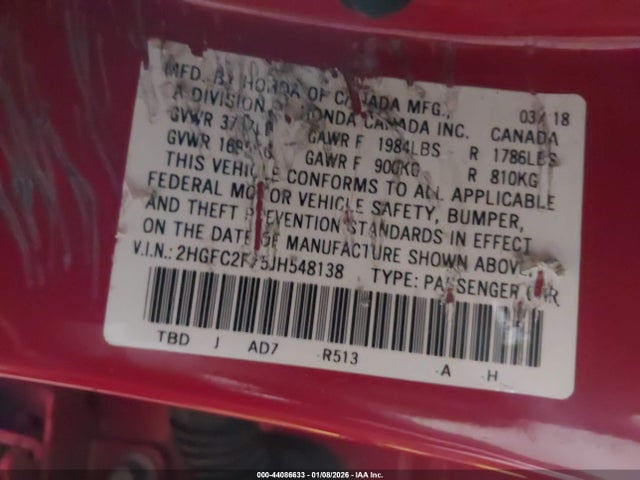 MFD. BY HONDA OF CANADA MFG., 03/18
A DIVISION HONDA CANADA INC. CANADA
GVWR GAWR F 1984LBS R 1786LBS
GVWR GAWR F 900KG R 810KG
THIS VEHICLE CONFORMS TO ALL APPLICABLE
FEDERAL MOTOR VEHICLE SAFETY, BUMPER,
AND THEFT PREVENTION STANDARDS IN EFFECT
ON THE DATE OF MANUFACTURE SHOWN ABOVE.
V.I.N.: TYPE: PASSENGER CAR
TBD J AD7 -R513 -A -H
000-44086633 - 01/08/2026 - IAA Inc.